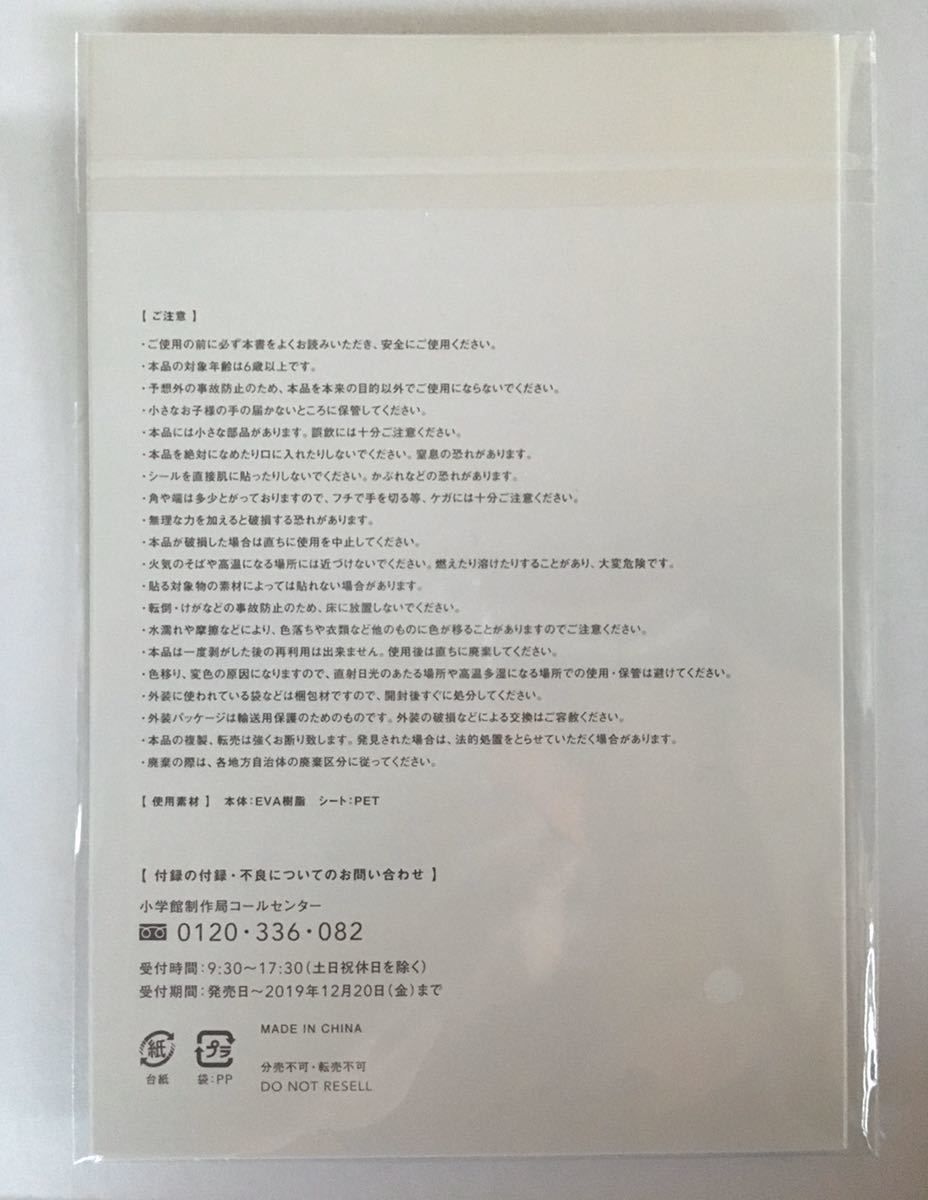 【 ご注意 】
・ご使用の前に必ず本書をよくお読みいただき、安全にご使用ください。
・本品の対象年齢は6歳以上です。
・予想外の事故防止のため、本品を本来の目的以外でご使用にならないでください。
・小さなお子様の手の届かないところに保管してください。
・本品には小さな部品があります。誤飲には十分ご注意ください。
・本品を絶対になめたり口に入れたりしないでください。窒息の恐れがあります。
・シールを直接肌に貼ったりしないでください。かぶれなどの恐れがあります。
・角や端は多少とがっておりますので、フチで手を切る等、ケガには十分ご注意ください。
・無理な力を加えると破損する恐れがあります。
・本品が破損した場合は直ちに使用を中止してください。
・火気のそばや高温になる場所には近づけないでください。燃えたり溶けたりすることがあり、大変危険です。
・貼る対象物の素材によっては貼れない場合があります。
・転倒・けがなどの事故防止のため、床に放置しないでください。
・水濡れや摩擦などにより、色落ちや衣類など他のものに色が移ることがありますのでご注意ください。
・本品は一度剥がした後の再利用は出来ません。使用後は直ちに廃棄してください。
・色移り、変色の原因になりますので、直射日光のあたる場所や高温多湿になる場所での使用・保管は避けてください。
・外装に使われている袋などは梱包材ですので、開封後すぐに処分してください。
・外装パッケージは輸送用保護のためのものです。外装の破損などによる交換はご容赦ください。
・本品の複製、転売は強くお断り致します。発見された場合は、法的処置をとらせていただく場合があります。
・廃棄の際は、各地方自治体の廃棄区分に従ってください。
【 使用素材 】 本体:EVA樹脂 シート:PET
【 付録の付録・不良についてのお問い合わせ 】
小学館制作局コールセンター
0120・336・082
受付時間:9:30〜17:30(土日祝休日を除く)
受付期間:発売日〜2019年12月20日(金)まで
紙 プラ MADE IN CHINA
台紙 袋:PP 分売不可・転売不可
DO NOT RESELL